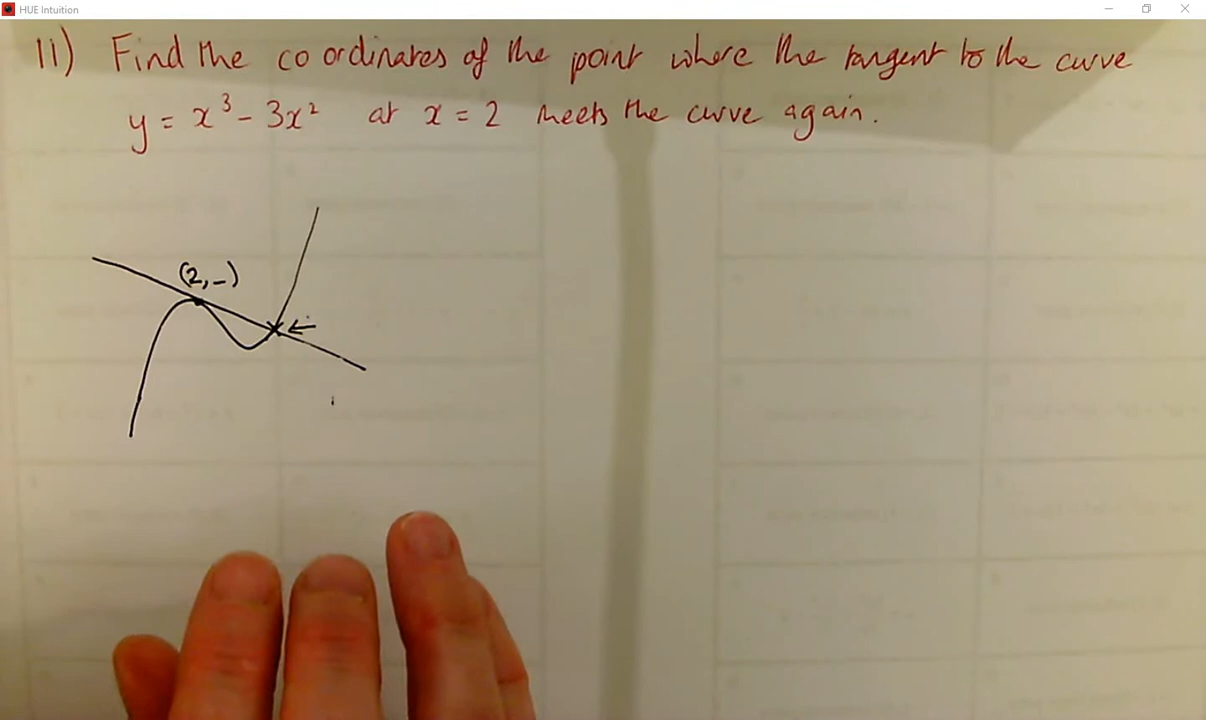 HUE Intuition
11) Find the coordinates of the point where the tangent to the curve
y = x³ - 3x² at x = 2 meets the curve again.
(2, -)